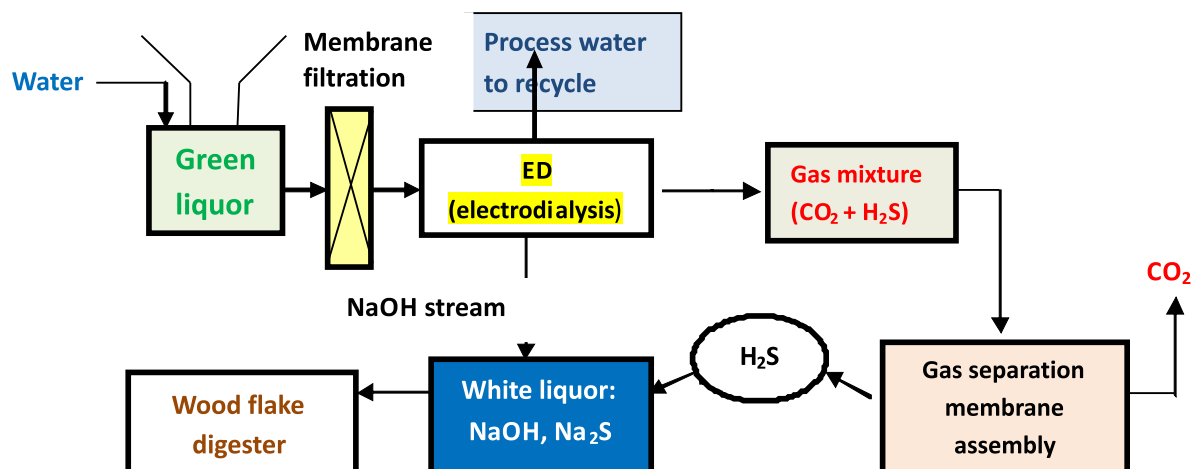 Membrane
filtration
Process water
to recycle
Water
Green
liquor
ED
(electrodialysis)
Gas mixture
(CO₂ + H₂S)
CO₂
NaOH stream
H₂S
Gas separation
membrane
assembly
White liquor:
NaOH, Na₂S
Wood flake
digester